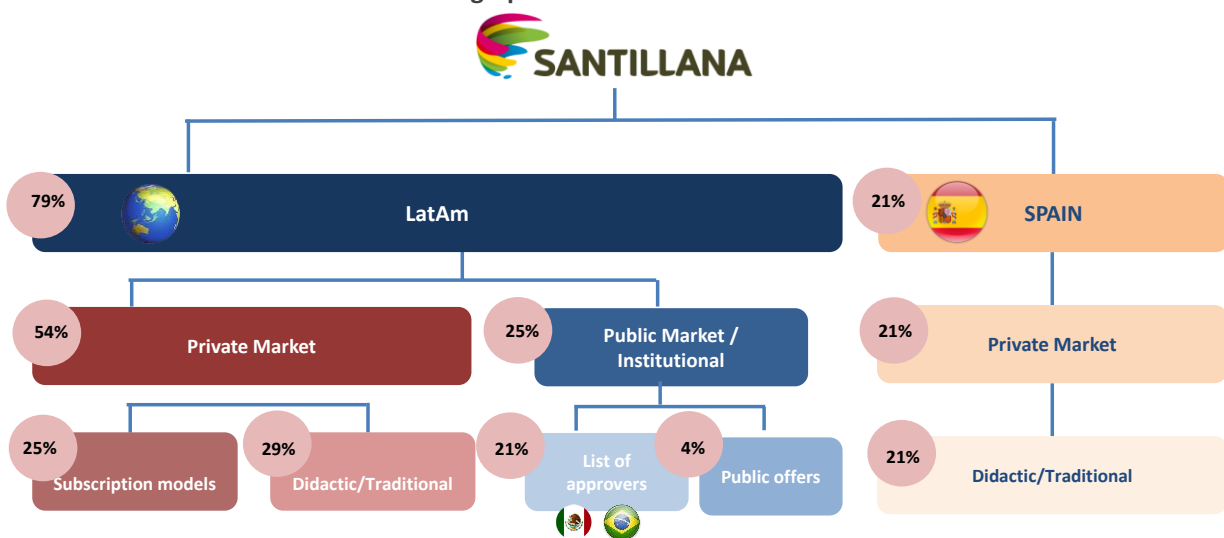 SANTILLANA
79%
LatAm
21%
SPAIN
54%
Private Market
25%
Public Market /
Institutional
21%
Private Market
25%
Subscription models
29%
Didactic/Traditional
21%
List of
approvers
4%
Public offers
21%
Didactic/Traditional